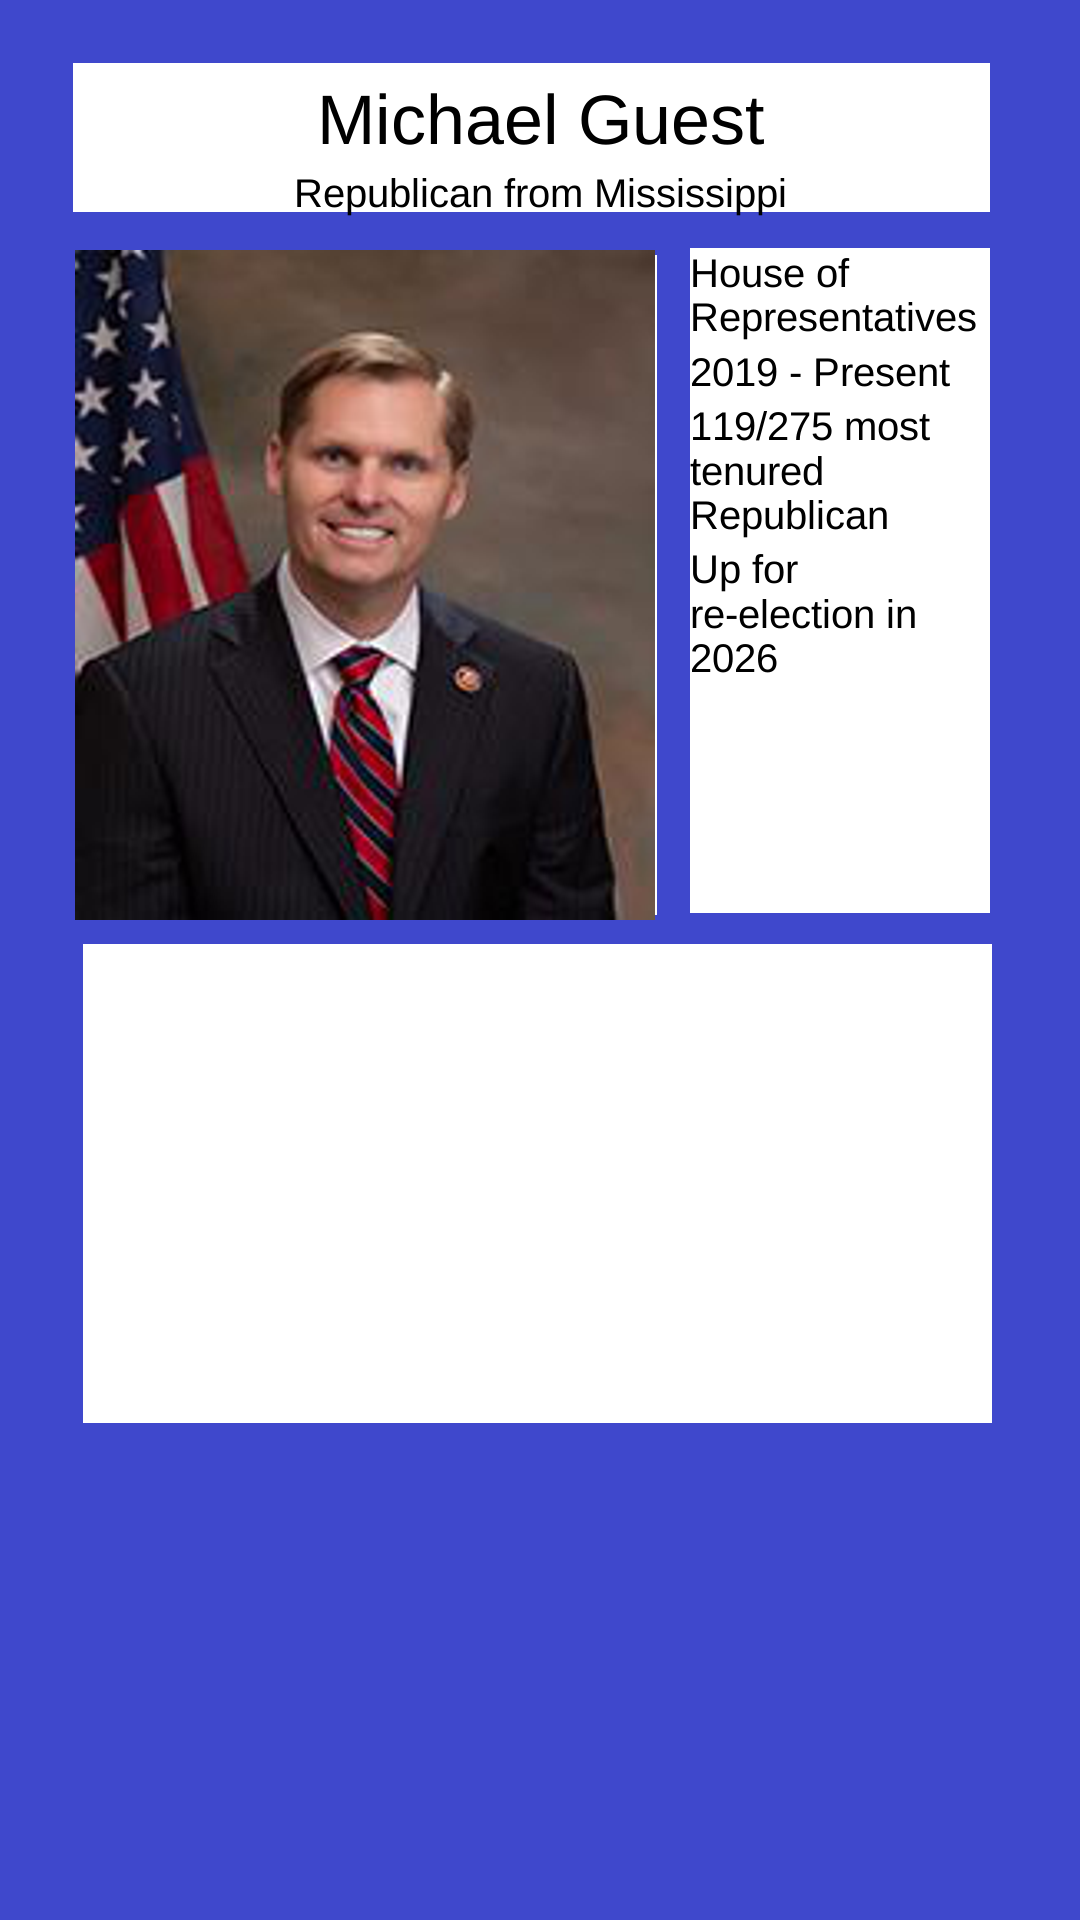 Michael Guest
Republican from Mississippi
House of
Representatives
2019 - Present
119/275 most
tenured
Republican
Up for
re-election in
2026